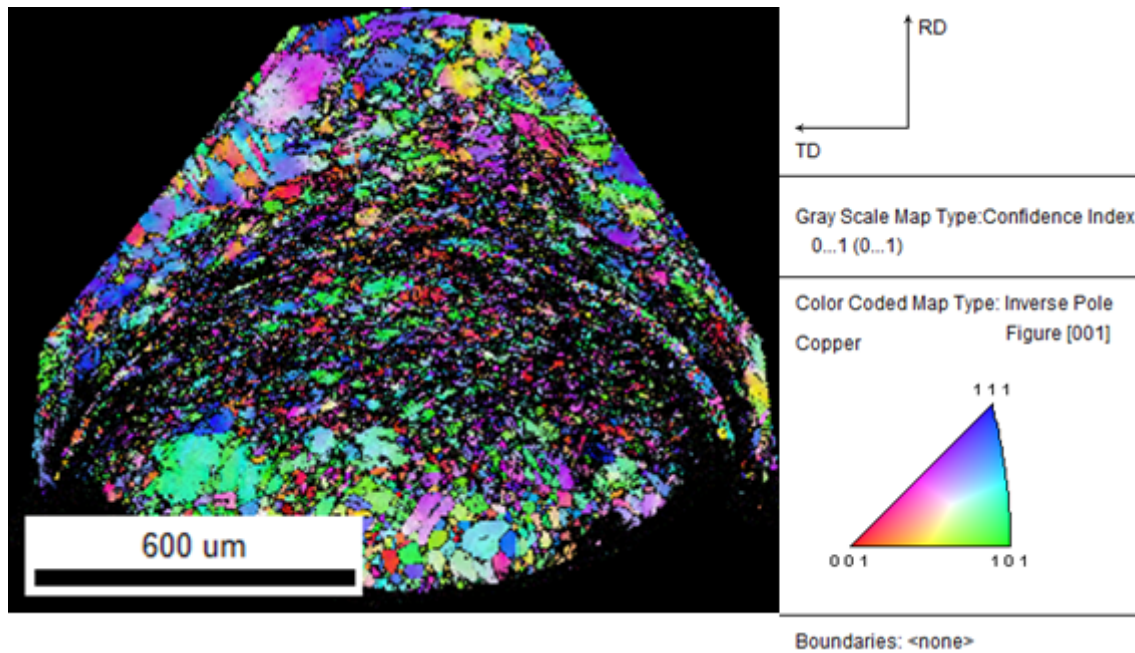 RD
TD
Gray Scale Map Type:Confidence Index
0...1 (0...1)
Color Coded Map Type: Inverse Pole
Figure [001]
Copper
1 1 1
0 0 1
1 0 1
600 um
Boundaries: <none>